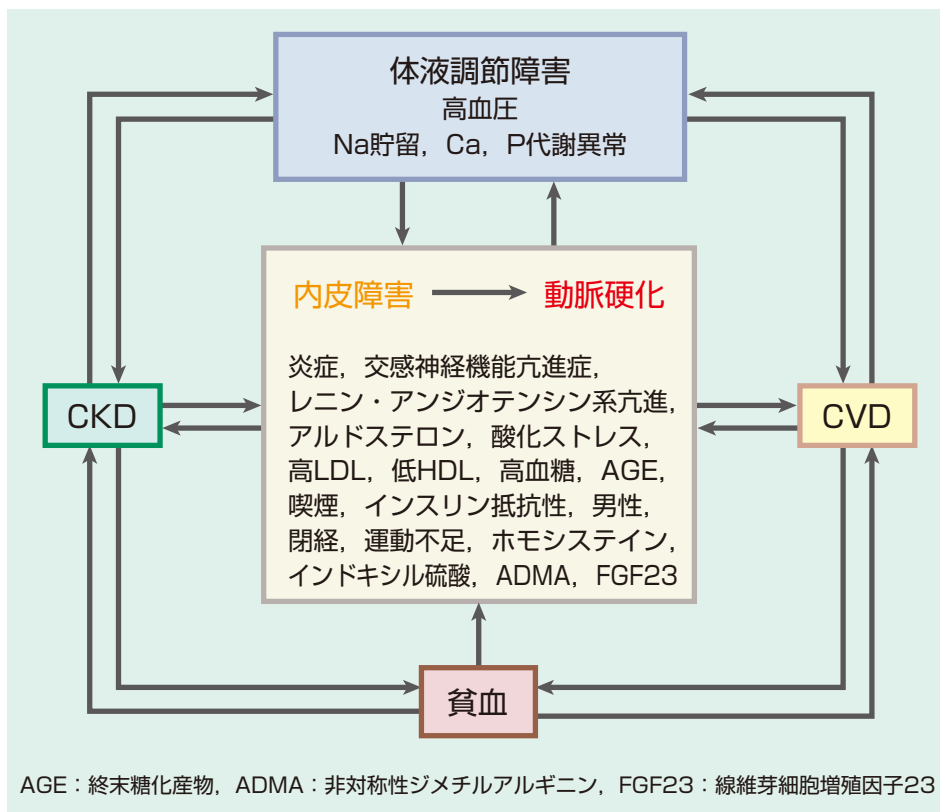 体液調節障害
高血圧
Na貯留，Ca，P代謝異常
内皮障害
動脈硬化
炎症，交感神経機能亢進症，
レニン・アンジオテンシン系亢進，
アルドステロン，酸化ストレス，
高LDL，低HDL，高血糖，AGE，
喫煙，インスリン抵抗性，男性，
閉経，運動不足，ホモシステイン，
インドキシル硫酸，ADMA，FGF23
CKD
CVD
貧血
AGE：終末糖化産物，ADMA：非対称性ジメチルアルギニン，FGF23：線維芽細胞増殖因子23